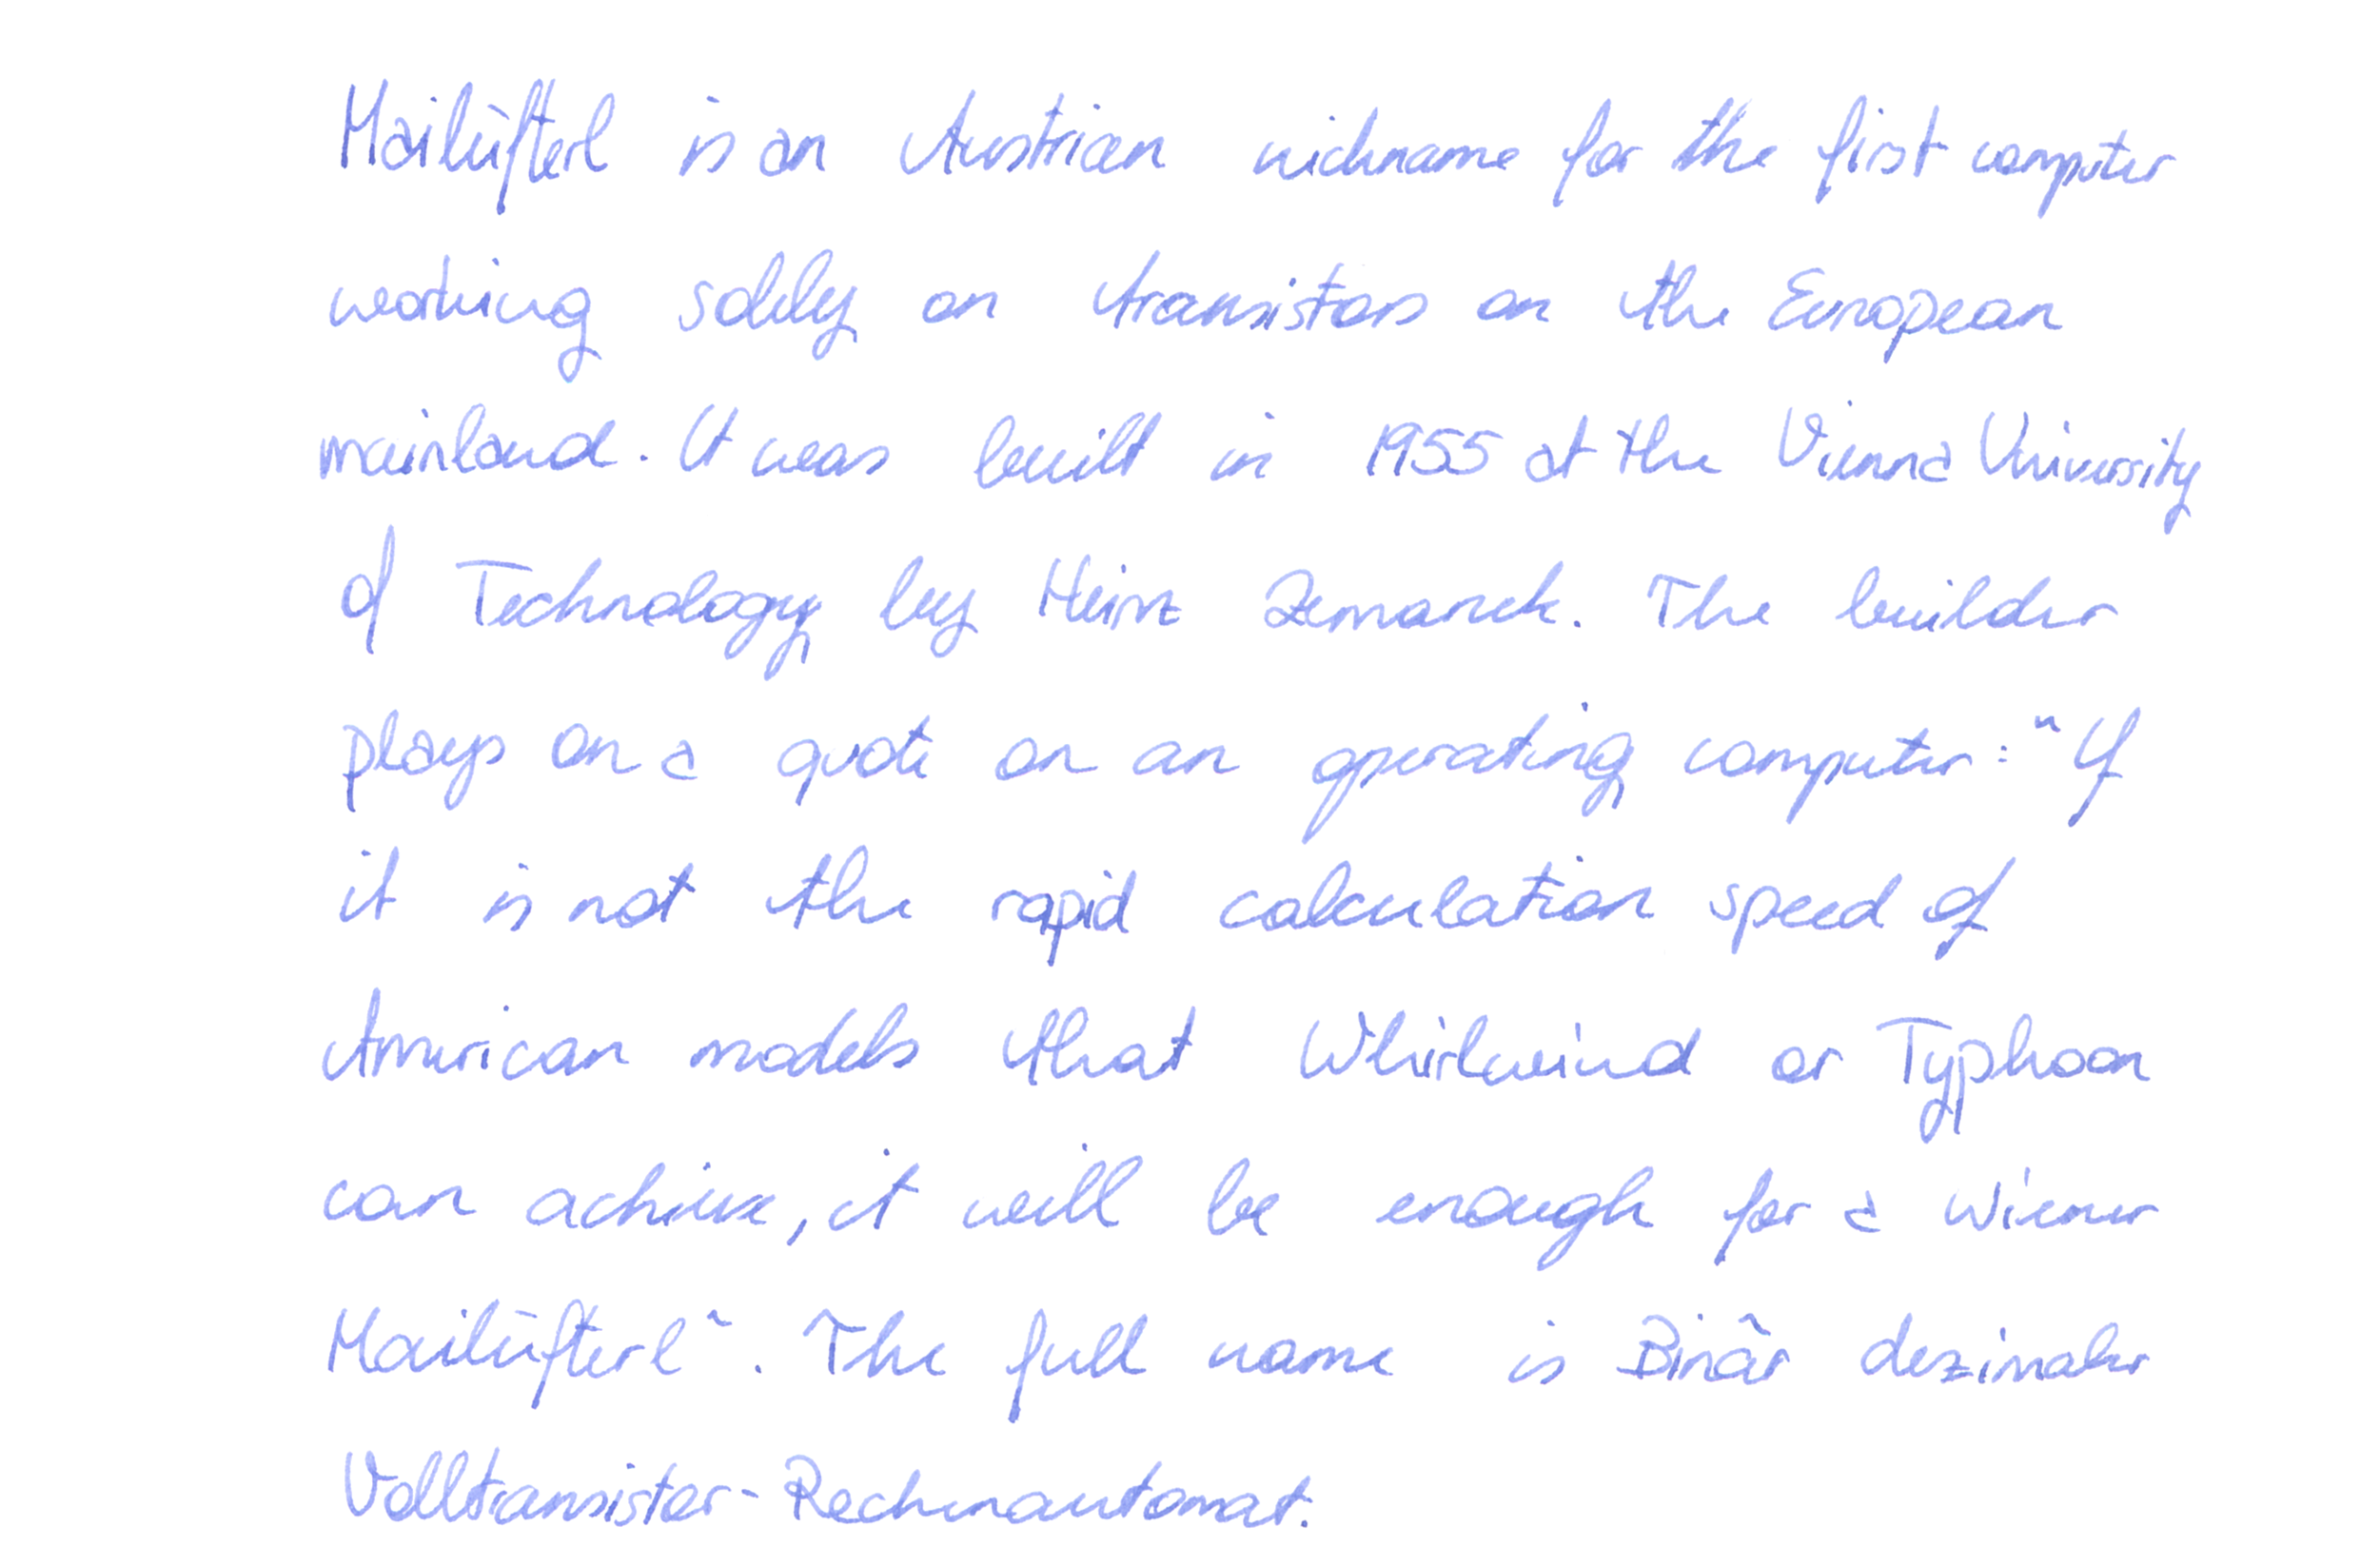 Mailüfterl is an Austrian nickname for the first computer
working solely on transistors on the European
mainland. It was built in 1955 at the Vienna University
of Technology by Heinz Zemanek. The builder
plays on a quote on an operating computer: "If
it is not the rapid calculation speed of
American models that Whirlwind or Typhoon
can achieve, it will be enough for a Wiener
Mailüfterl". The full name is Binär dezimaler
Volltransistor-Rechenautomat.